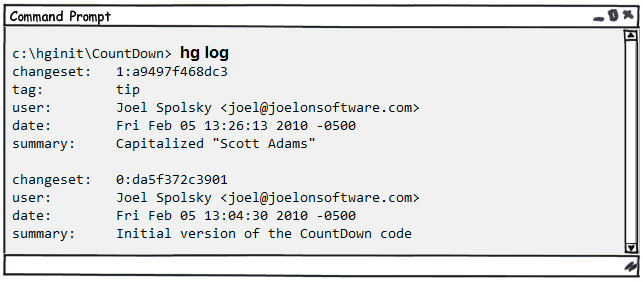 Command Prompt
c:\hginit\CountDown> hg log
changeset:   1:a9497f468dc3
tag:         tip
user:        Joel Spolsky <joel@joelonsoftware.com>
date:        Fri Feb 05 13:26:13 2010 -0500
summary:     Capitalized "Scott Adams"

changeset:   0:da5f372c3901
user:        Joel Spolsky <joel@joelonsoftware.com>
date:        Fri Feb 05 13:04:30 2010 -0500
summary:     Initial version of the CountDown code